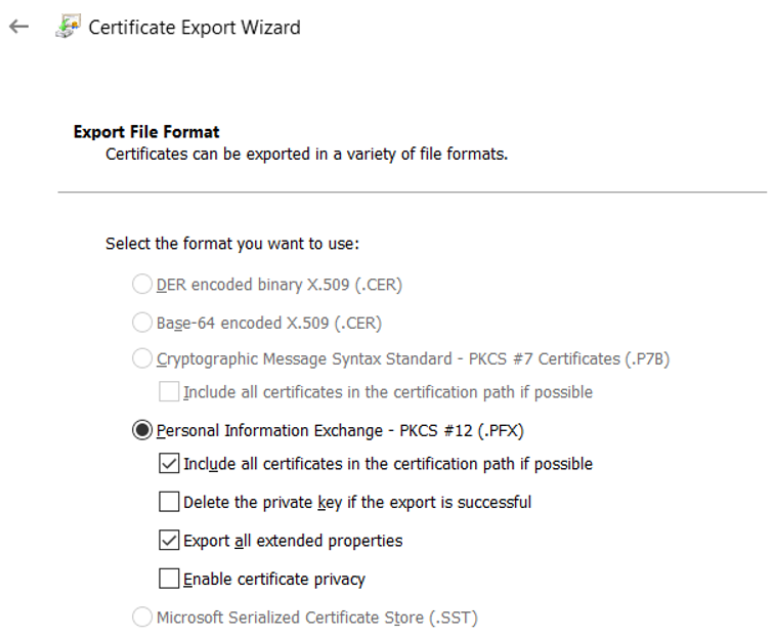 Certificate Export Wizard
Export File Format
Certificates can be exported in a variety of file formats.
Select the format you want to use:
DER encoded binary X.509 (.CER)
Base-64 encoded X.509 (.CER)
Cryptographic Message Syntax Standard - PKCS #7 Certificates (.P7B)
Include all certificates in the certification path if possible
Personal Information Exchange - PKCS #12 (.PFX)
Include all certificates in the certification path if possible
Delete the private key if the export is successful
Export all extended properties
Enable certificate privacy
Microsoft Serialized Certificate Store (.SST)